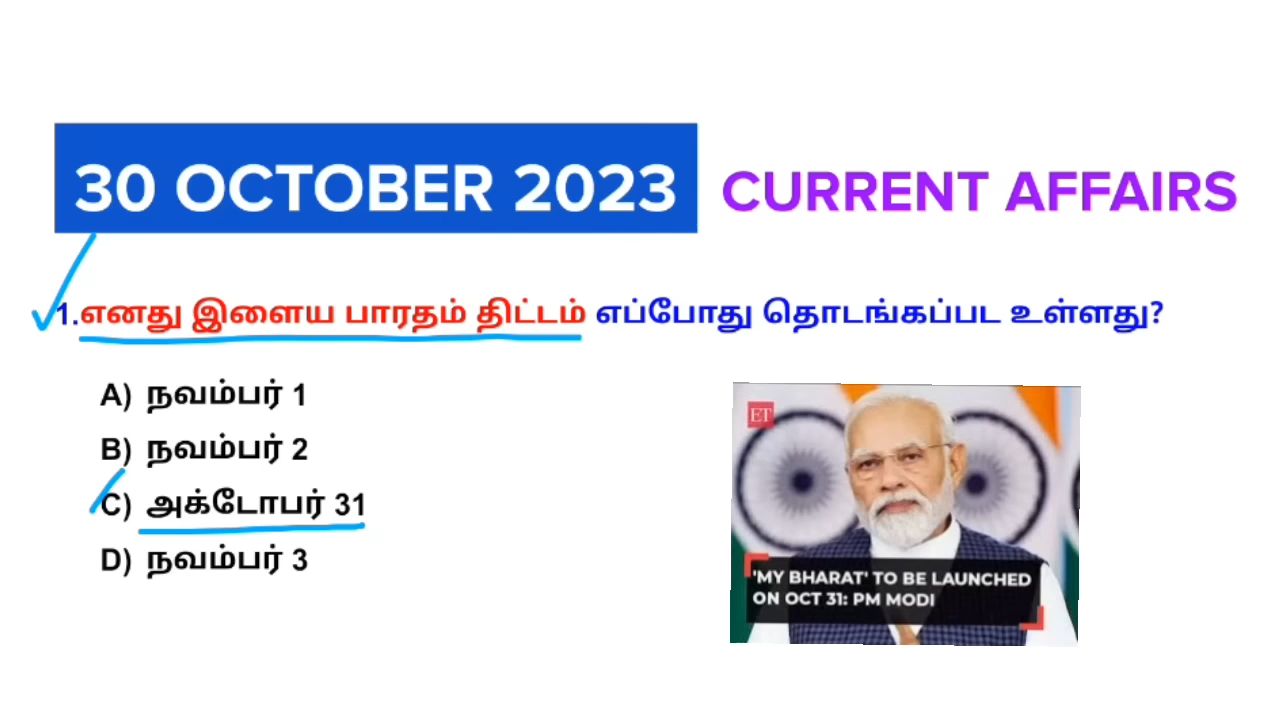 30 OCTOBER 2023 CURRENT AFFAIRS
1.எனது இளைய பாரதம் திட்டம் எப்போது தொடங்கப்பட உள்ளது?
A) நவம்பர் 1
B) நவம்பர் 2
C) அக்டோபர் 31
D) நவம்பர் 3
ET
'MY BHARAT' TO BE LAUNCHED
ON OCT 31: PM MODI